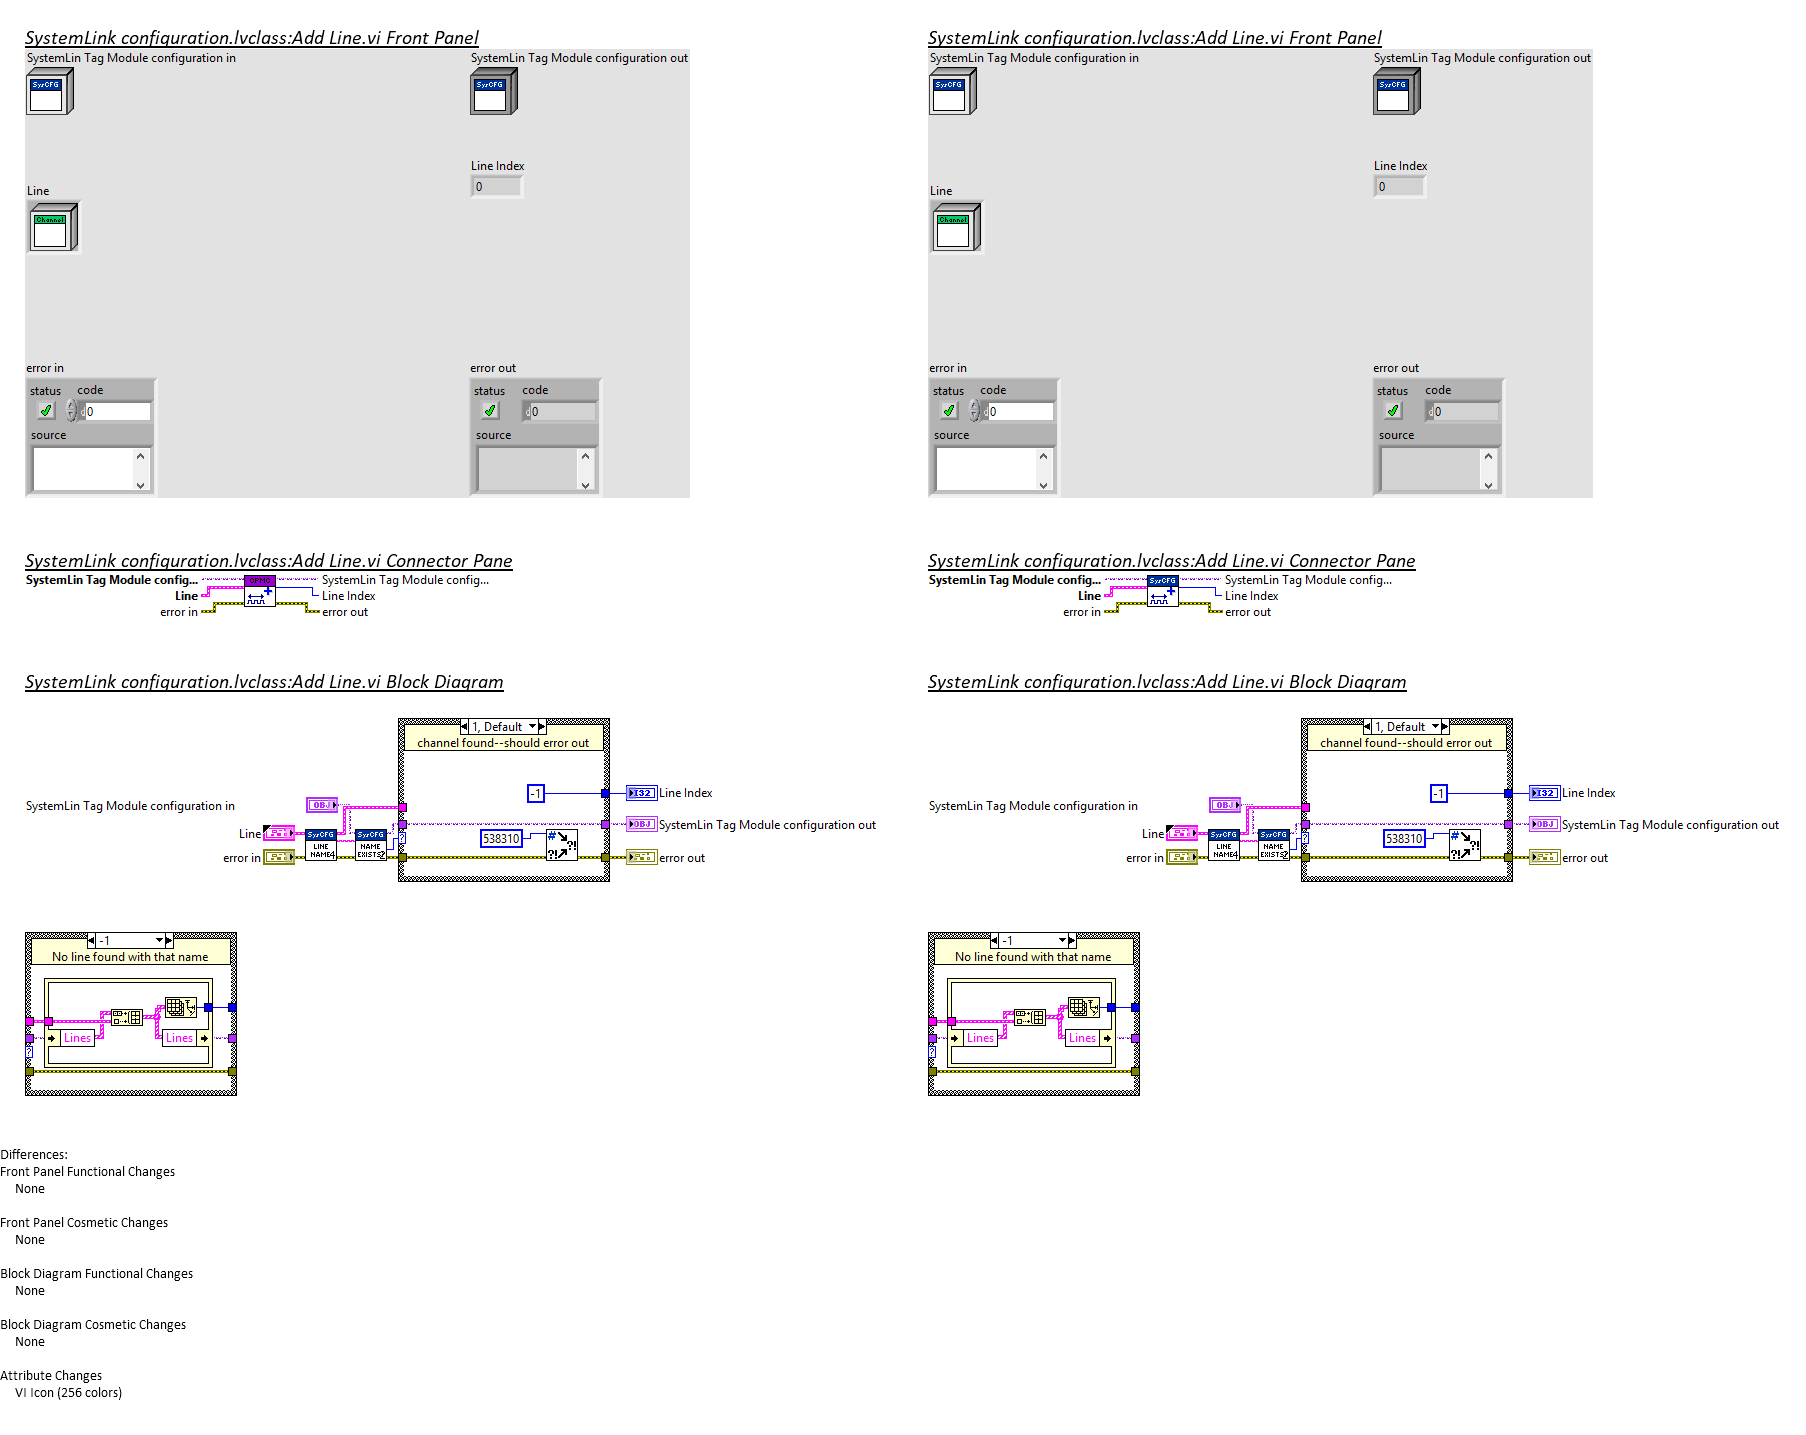 SystemLink configuration.lvclass:Add Line.vi Front Panel
SystemLin Tag Module configuration in
SystemLin Tag Module configuration out
SysCFG
SysCFG
Line Index
0
Line
Channel
error in
error out
status code
status code
d 0
d 0
source
source
SystemLink configuration.lvclass:Add Line.vi Connector Pane
SystemLin Tag Module config...
CPMC
SystemLin Tag Module config...
Line
Line Index
error in
error out
SystemLink configuration.lvclass:Add Line.vi Block Diagram
1, Default
channel found--should error out
-1
I32
Line Index
SystemLin Tag Module configuration in
OBJ
OBJ
SystemLin Tag Module configuration out
Line
SysCFG
LINE
NAME4
SysCFG
NAME
EXISTS2
?
538310
#
?!
?!
error in
error out
-1
No line found with that name
Lines
Lines
?
SystemLink configuration.lvclass:Add Line.vi Front Panel
SystemLin Tag Module configuration in
SystemLin Tag Module configuration out
SysCFG
SysCFG
Line Index
0
Line
Channel
error in
error out
status code
status code
d 0
d 0
source
source
SystemLink configuration.lvclass:Add Line.vi Connector Pane
SystemLin Tag Module config...
SysCFG
SystemLin Tag Module config...
Line
Line Index
error in
error out
SystemLink configuration.lvclass:Add Line.vi Block Diagram
1, Default
channel found--should error out
-1
I32
Line Index
SystemLin Tag Module configuration in
OBJ
OBJ
SystemLin Tag Module configuration out
Line
SysCFG
LINE
NAME4
SysCFG
NAME
EXISTS2
?
538310
#
?!
?!
error in
error out
-1
No line found with that name
Lines
Lines
?
Differences:
Front Panel Functional Changes
None
Front Panel Cosmetic Changes
None
Block Diagram Functional Changes
None
Block Diagram Cosmetic Changes
None
Attribute Changes
VI Icon (256 colors)